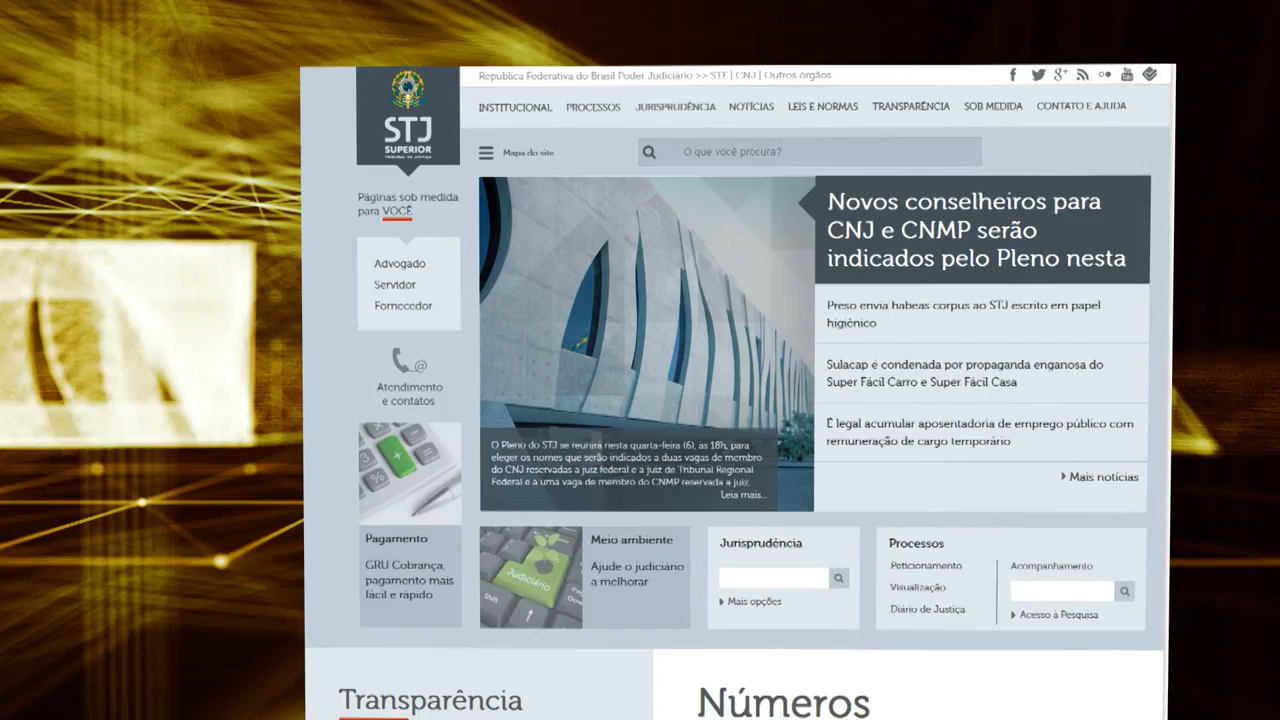 República Federativa do Brasil Poder Judiciário >> STF | CNJ | Outros órgãos
INSTITUCIONAL PROCESSOS JURISPRUDÊNCIA NOTÍCIAS LEIS E NORMAS TRANSPARÊNCIA SOB MEDIDA CONTATO E AJUDA
STJ
SUPERIOR
TRIBUNAL DE JUSTIÇA
Mapa do site
O que você procura?
Páginas sob medida
para VOCÊ
Advogado
Servidor
Fornecedor
Atendimento
e contatos
Novos conselheiros para
CNJ e CNMP serão
indicados pelo Pleno nesta
Preso envia habeas corpus ao STJ escrito em papel
higiênico
Sulacap é condenada por propaganda enganosa do
Super Fácil Carro e Super Fácil Casa
É legal acumular aposentadoria de emprego público com
remuneração de cargo temporário
Mais notícias
O Pleno do STJ se reunirá nesta quarta-feira (6), às 18h, para
eleger os nomes que serão indicados a duas vagas de membro
do CNJ reservadas a juiz federal e a juiz de Tribunal Regional
Federal e a uma vaga de membro do CNMP reservada a juiz
Leia mais...
Pagamento
GRU Cobrança,
pagamento mais
fácil e rápido
Judiciário
Shift
Meio ambiente
Ajude o judiciário
a melhorar
Jurisprudência
Mais opções
Processos
Peticionamento
Visualização
Diário de Justiça
Acompanhamento
Acesso à Pesquisa
Transparência
Números